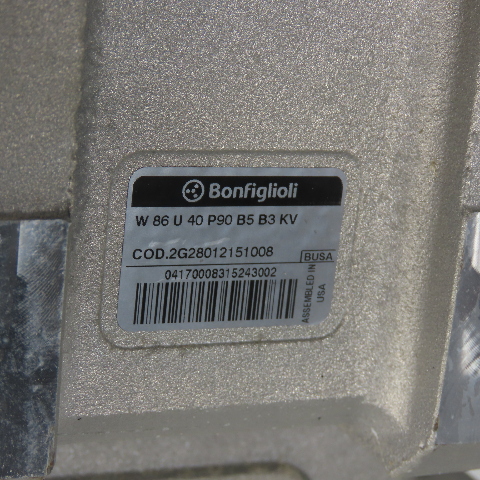 Bonfiglioli
W 86 U 40 P90 B5 B3 KV
COD.2G28012151008
BUSA
04170008315243002
ASSEMBLED IN
USA